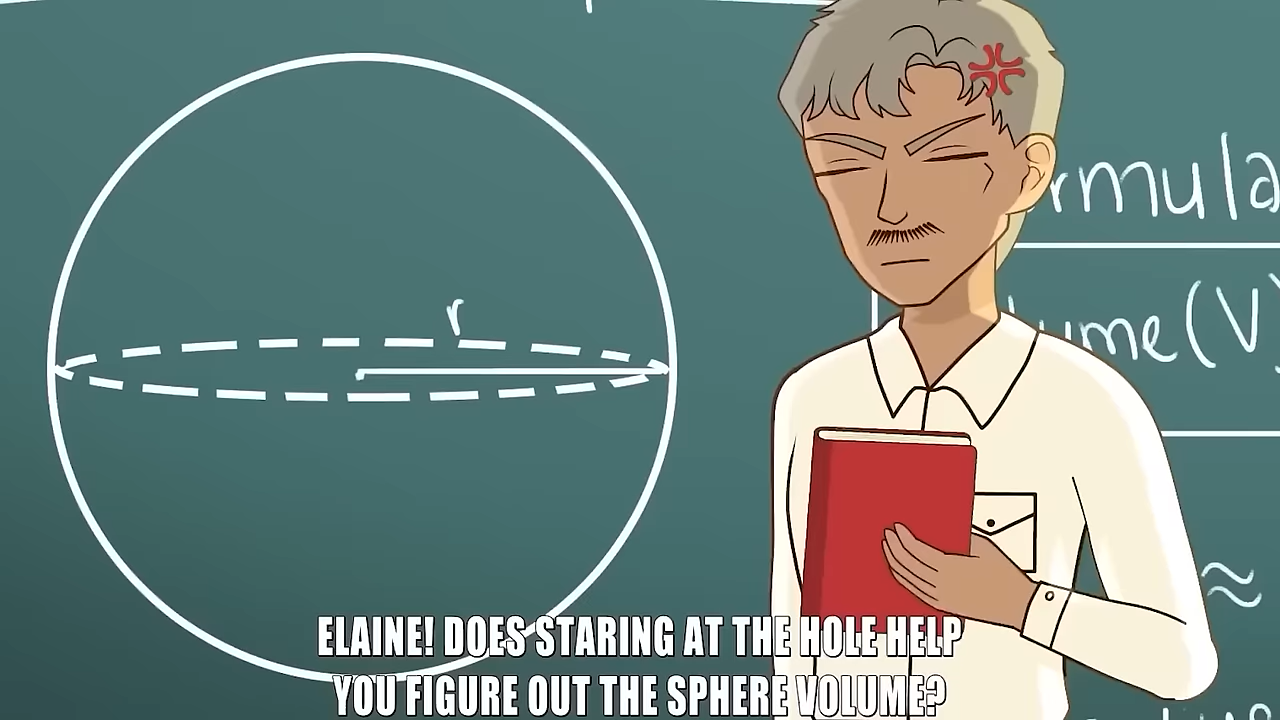 r
rmula
ume (V)
≈
ELAINE! DOES STARING AT THE HOLE HELP
YOU FIGURE OUT THE SPHERE VOLUME?